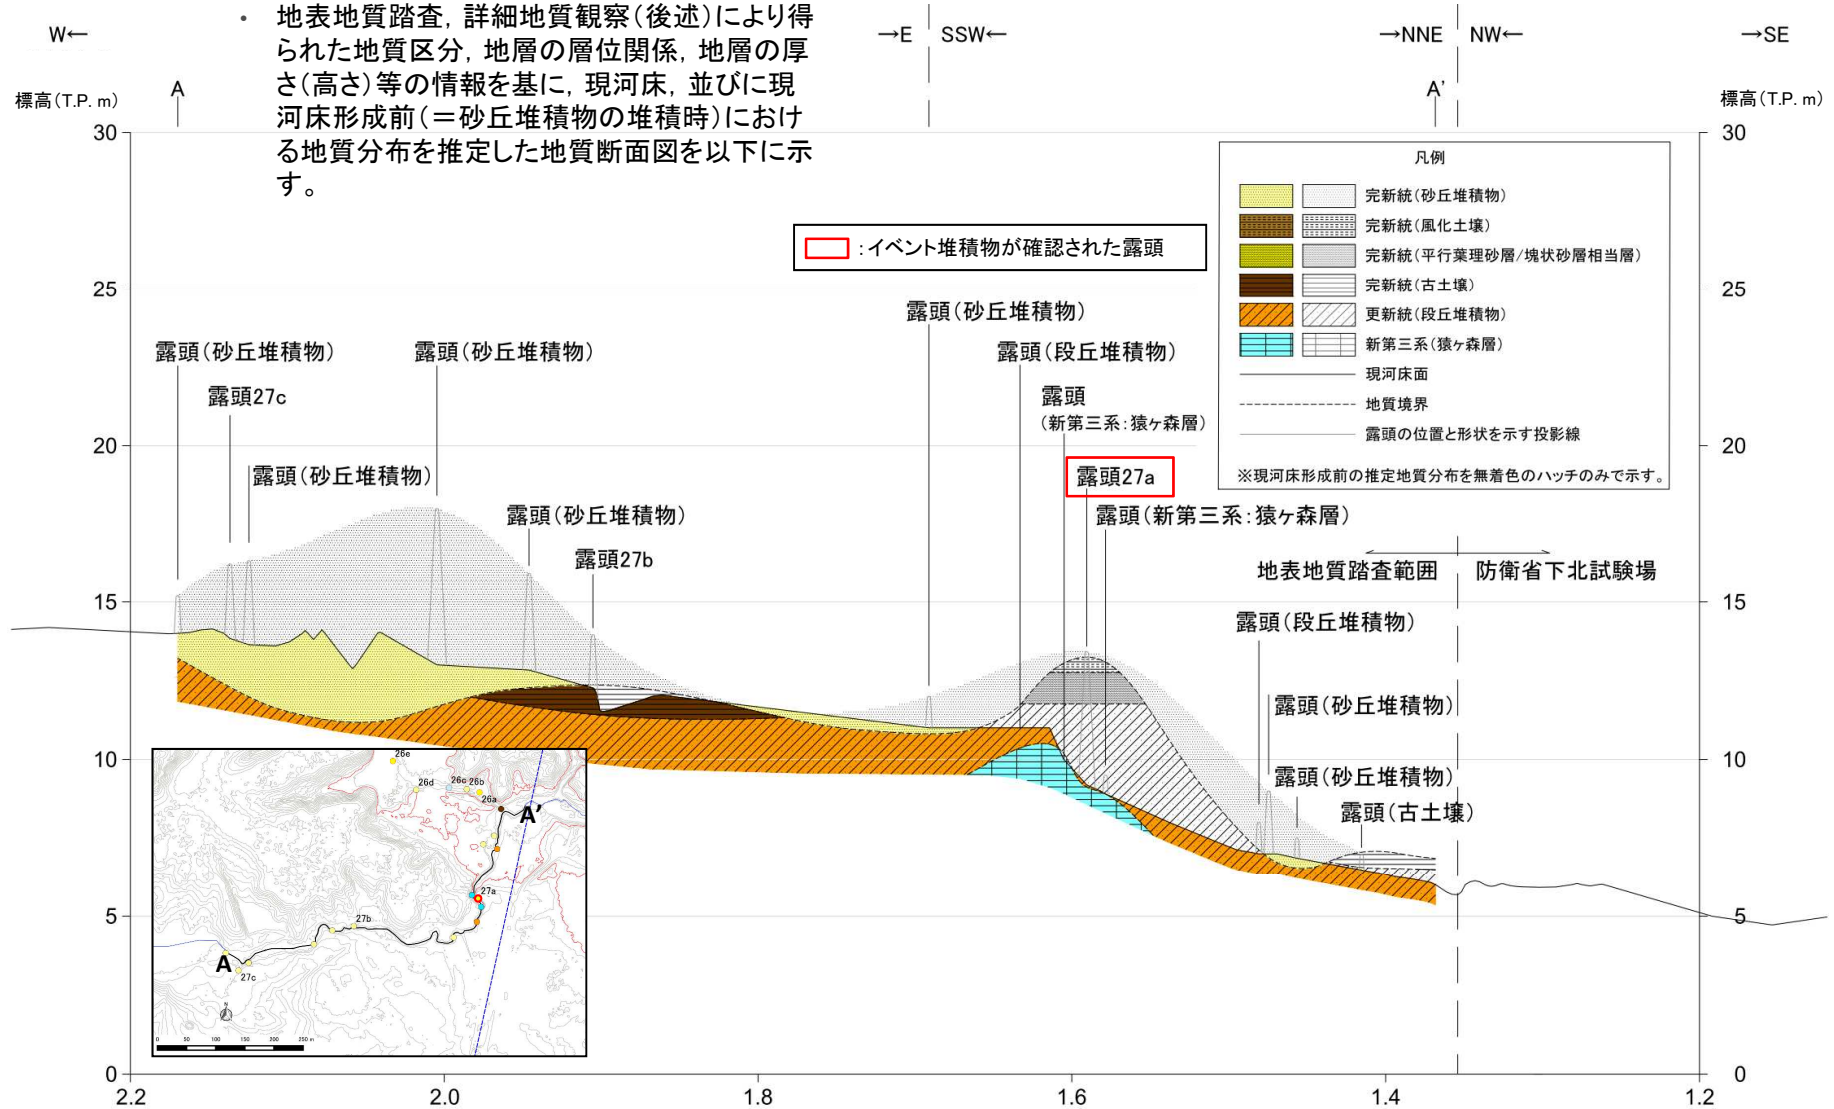 ・ 地表地質踏査，詳細地質観察（後述）により得
られた地質区分，地層の層位関係，地層の厚
さ（高さ）等の情報を基に，現河床，並びに現
河床形成前（＝砂丘堆積物の堆積時）におけ
る地質分布を推定した地質断面図を以下に示
す。
W←
→E
SSW←
→NNE
NW←
→SE
標高（T.P. m）
A
A'
標高（T.P. m）
凡例
完新統（砂丘堆積物）
完新統（風化土壌）
完新統（平行葉理砂層/塊状砂層相当層）
完新統（古土壌）
更新統（段丘堆積物）
新第三系（猿ヶ森層）
現河床面
地質境界
露頭の位置と形状を示す投影線
※現河床形成前の推定地質分布を無着色のハッチのみで示す。
：イベント堆積物が確認された露頭
露頭（砂丘堆積物）
露頭27c
露頭（砂丘堆積物）
露頭（砂丘堆積物）
露頭（砂丘堆積物）
露頭27b
露頭（砂丘堆積物）
露頭（段丘堆積物）
露頭
（新第三系：猿ヶ森層）
露頭27a
露頭（新第三系：猿ヶ森層）
地表地質踏査範囲
防衛省下北試験場
露頭（段丘堆積物）
露頭（砂丘堆積物）
露頭（砂丘堆積物）
露頭（古土壌）
30
25
20
15
10
5
0
30
25
20
15
10
5
0
2.2
2.0
1.8
1.6
1.4
1.2
26e
26d
26c
26b
26a
A'
27a
27b
A
27c
N
0
50
100
150
200
250 m